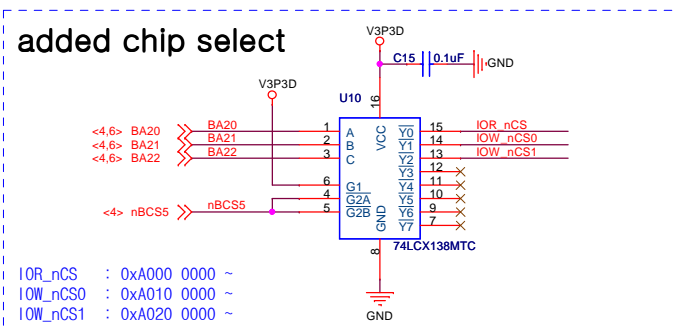 added chip select
V3P3D
C15 0.1uF
GND
V3P3D
U10
16
<4,6> BA20 BA20 1 A VCC Y0 15 IOR_nCS
<4,6> BA21 BA21 2 B Y1 14 IOW_nCS0
<4,6> BA22 BA22 3 C Y2 13 IOW_nCS1
Y3 12
6 G1 Y4 11
4 G2A Y5 10
<4> nBCS5 nBCS5 5 G2B GND Y6 9
Y7 7
8 74LCX138MTC
GND
IOR_nCS : 0xA000 0000 ~
IOW_nCS0 : 0xA010 0000 ~
IOW_nCS1 : 0xA020 0000 ~